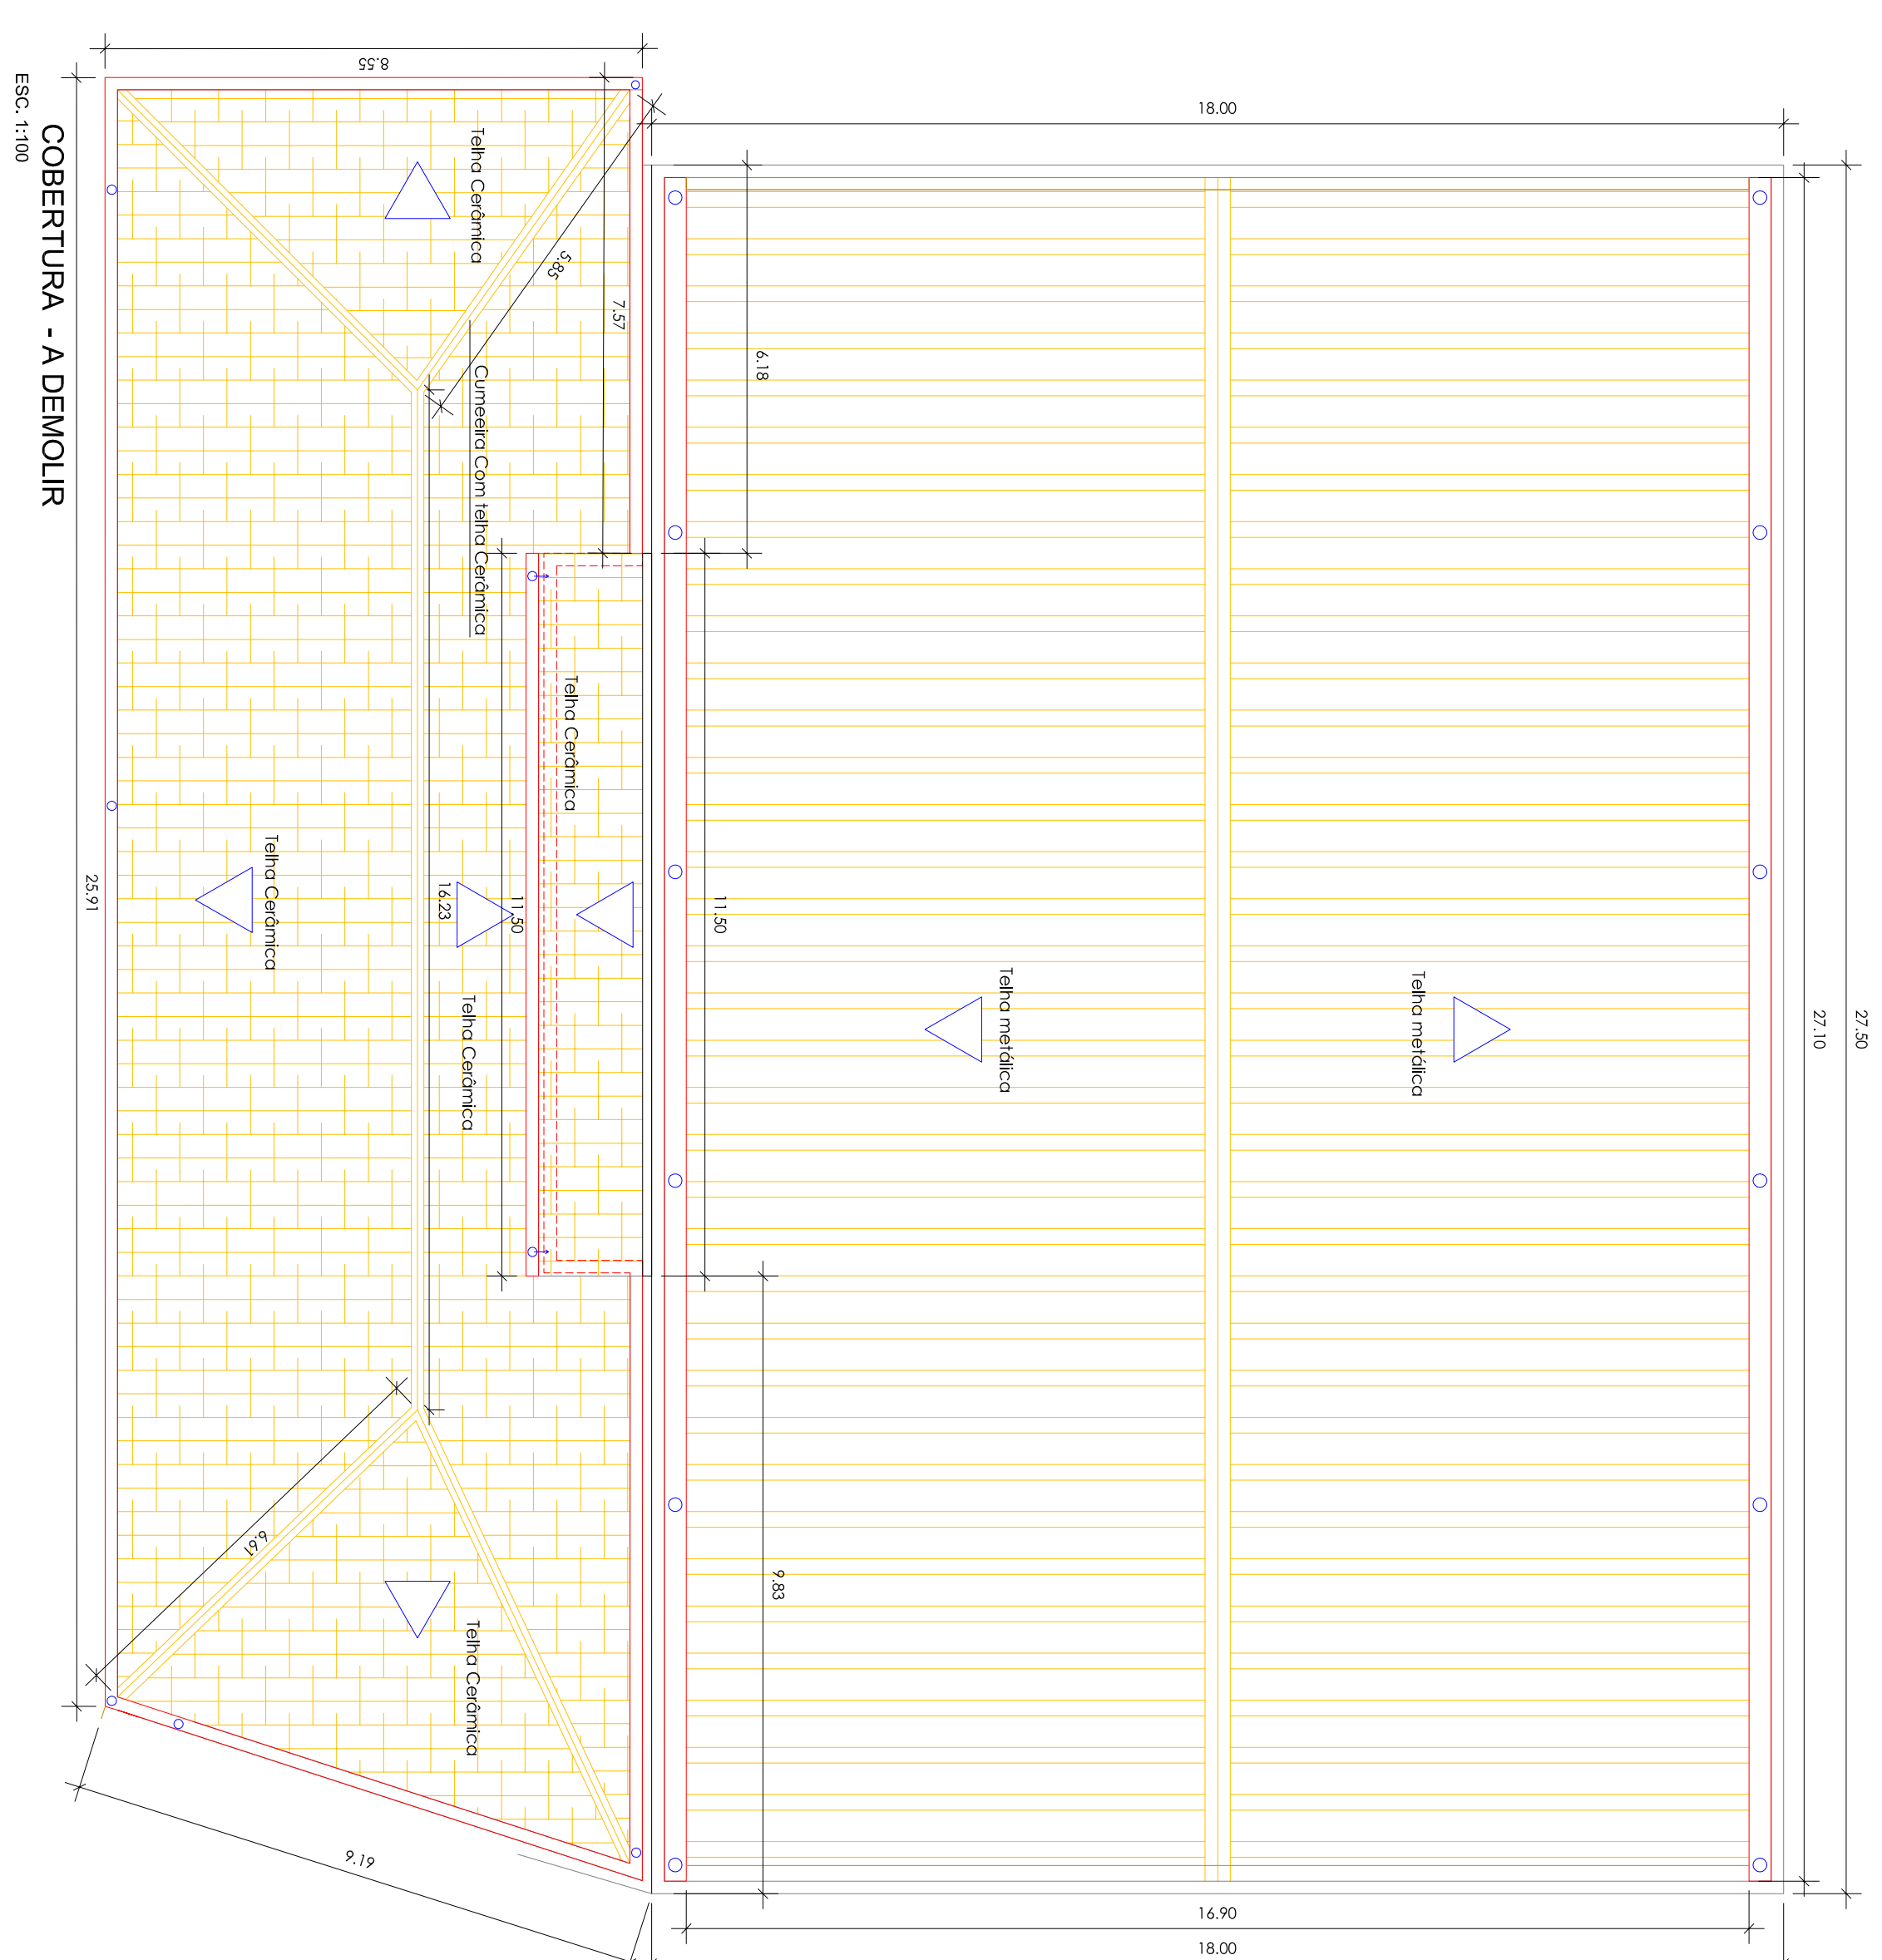 COBERTURA - A DEMOLIR
ESC. 1:100
8.55
18.00
5.85
7.57
6.18
Telha Cerâmica
Cumeeira Com telha Cerâmica
Telha Cerâmica
Telha Cerâmica
Telha Cerâmica
25.91
16.23
11.50
11.50
Telha metálica
Telha metálica
27.10
27.50
6.61
9.83
Telha Cerâmica
9.19
16.90
18.00